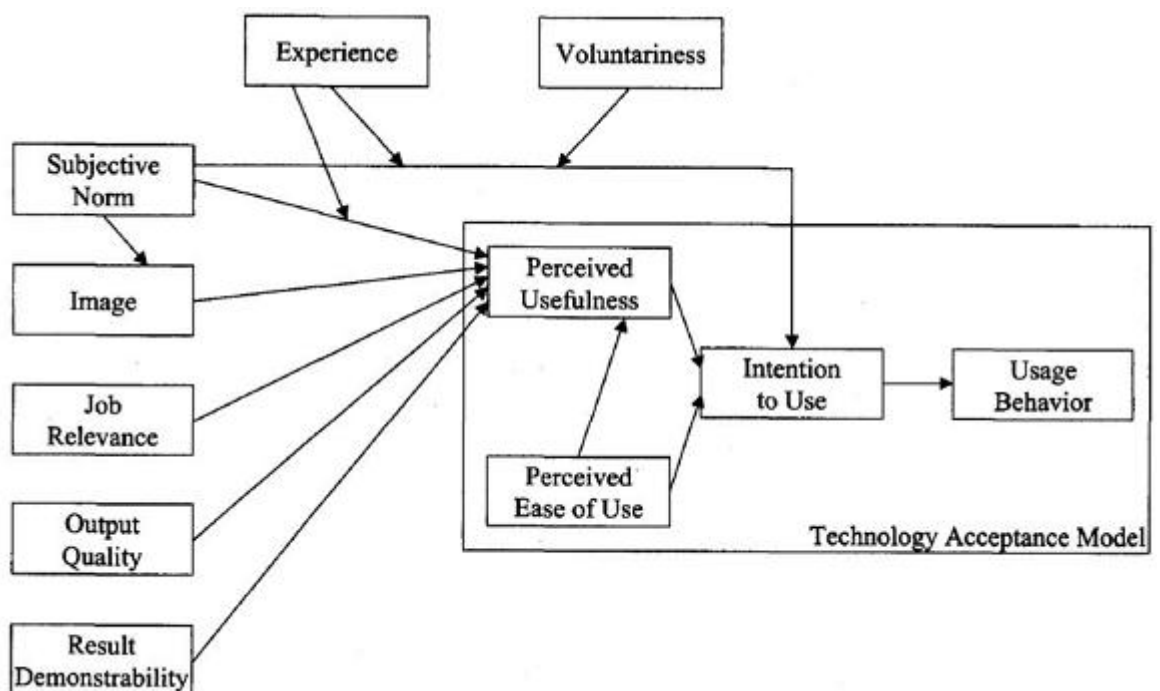 Experience
Voluntariness
Subjective
Norm
Image
Job
Relevance
Output
Quality
Result
Demonstrability
Perceived
Usefulness
Perceived
Ease of Use
Intention
to Use
Usage
Behavior
Technology Acceptance Model